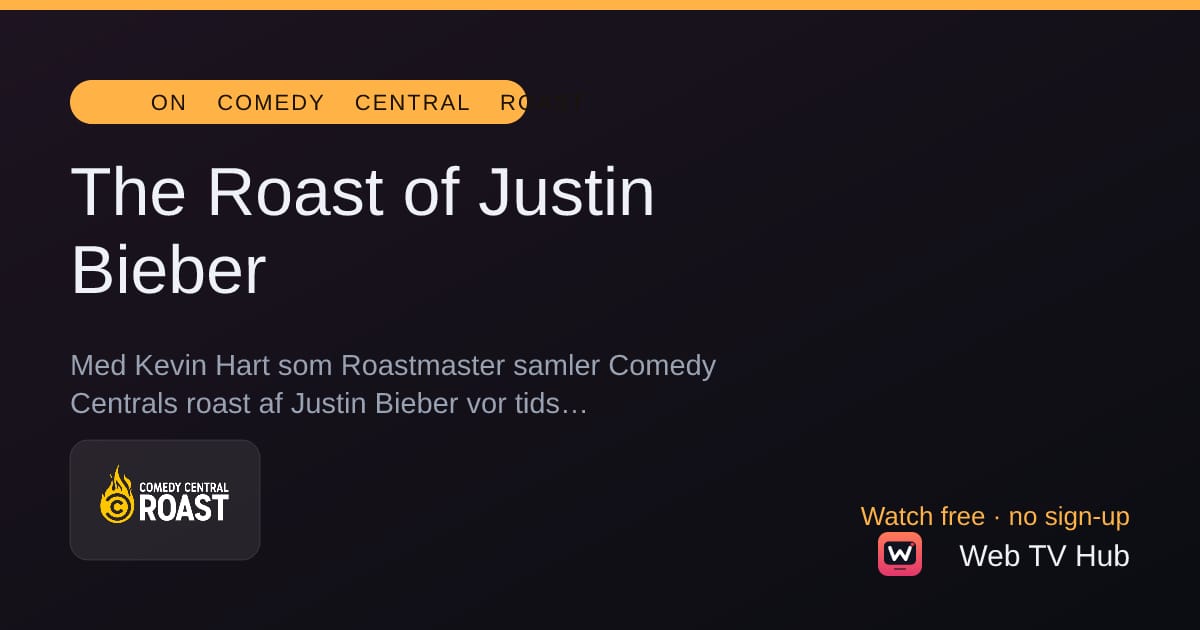 ON COMEDY CENTRAL ROAST
The Roast of Justin
Bieber
Med Kevin Hart som Roastmaster samler Comedy
Centrals roast af Justin Bieber vor tids…
COMEDY CENTRAL
ROAST
Watch free · no sign-up
Web TV Hub